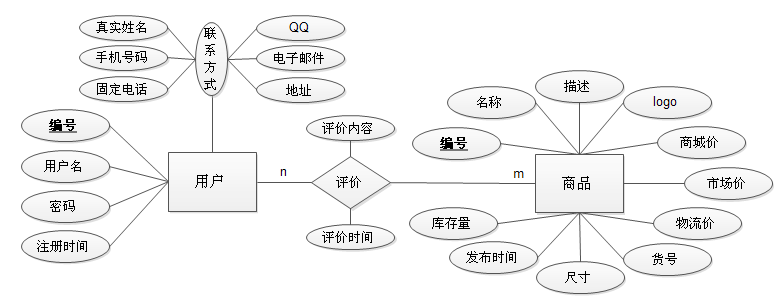 真实姓名
手机号码
固定电话
联系方式
QQ
电子邮件
地址
编号
用户名
密码
注册时间
用户
n
评价内容
评价
评价时间
m
描述
名称
logo
编号
商城价
商品
市场价
库存量
物流价
发布时间
货号
尺寸